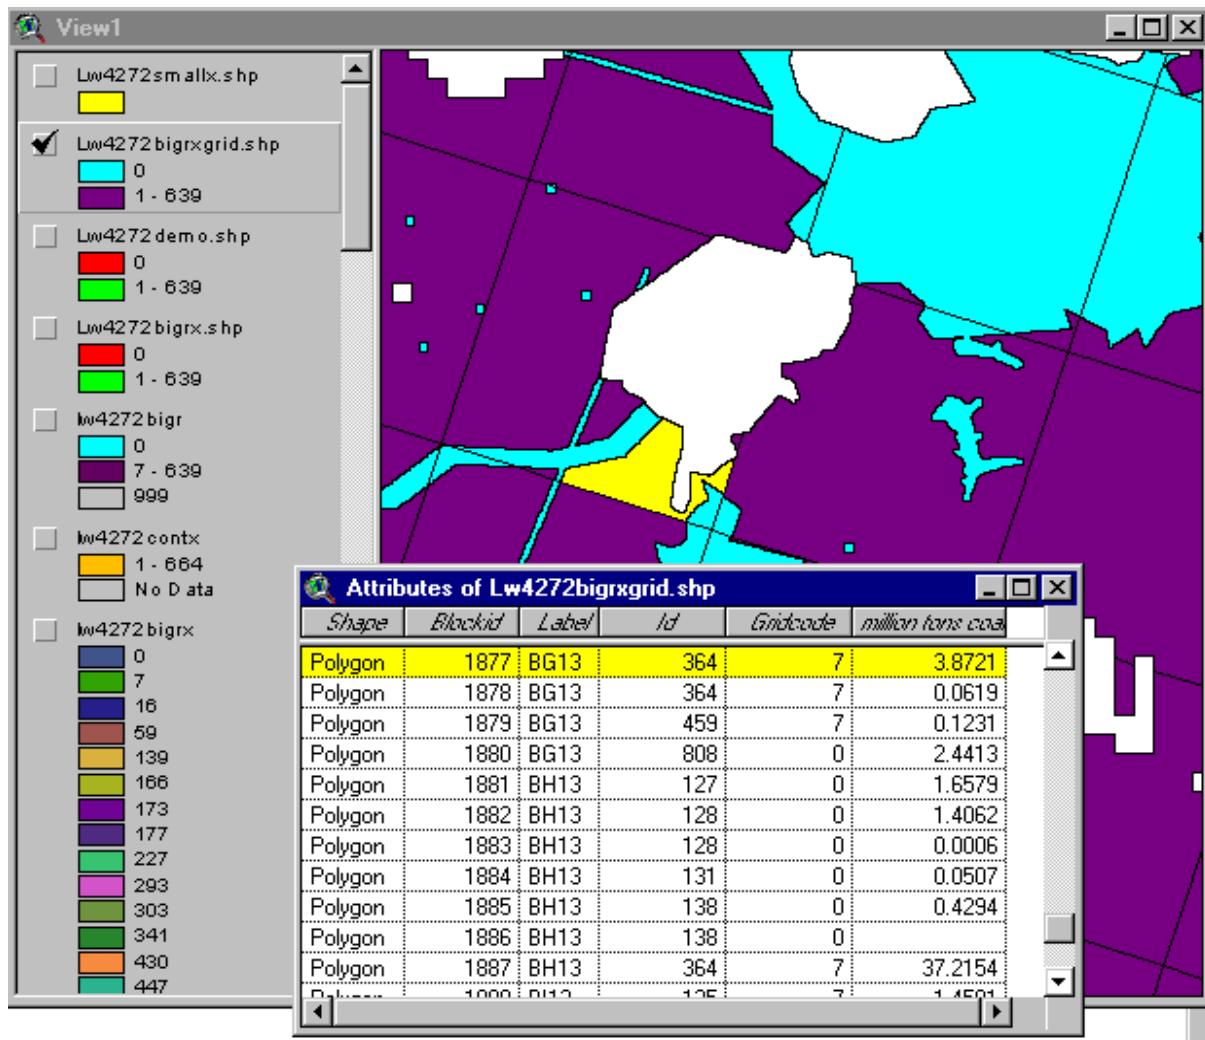 View1
Lw4272smallx.shp
Lw4272bigrxgrid.shp
0
1 - 639
Lw4272demo.shp
0
1 - 639
Lw4272bigrx.shp
0
1 - 639
lw4272bigr
0
7 - 639
999
lw4272contx
1 - 664
No Data
lw4272bigrx
0
7
16
59
139
166
173
177
227
293
303
341
430
447
Attributes of Lw4272bigrxgrid.shp
Shape Blockid Label Id Gridcode million tons coal
Polygon 1877 BG13 364 7 3.8721
Polygon 1878 BG13 364 7 0.0619
Polygon 1879 BG13 459 7 0.1231
Polygon 1880 BG13 808 0 2.4413
Polygon 1881 BH13 127 0 1.6579
Polygon 1882 BH13 128 0 1.4062
Polygon 1883 BH13 128 0 0.0006
Polygon 1884 BH13 131 0 0.0507
Polygon 1885 BH13 138 0 0.4294
Polygon 1886 BH13 138 0
Polygon 1887 BH13 364 7 37.2154